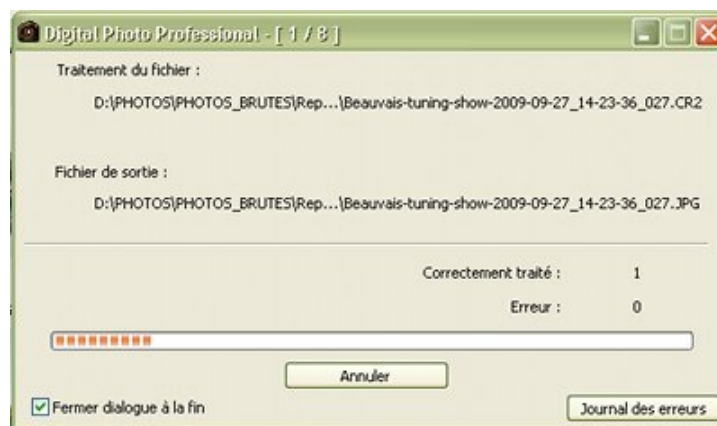 Digital Photo Professional - [ 1 / 8 ]
Traitement du fichier :
D:\PHOTOS\PHOTOS_BRUTES\Rep...\Beauvais-tuning-show-2009-09-27_14-23-36_027.CR2
Fichier de sortie :
D:\PHOTOS\PHOTOS_BRUTES\Rep...\Beauvais-tuning-show-2009-09-27_14-23-36_027.JPG
Correctement traité : 1
Erreur : 0
Annuler
Fermer dialogue à la fin
Journal des erreurs